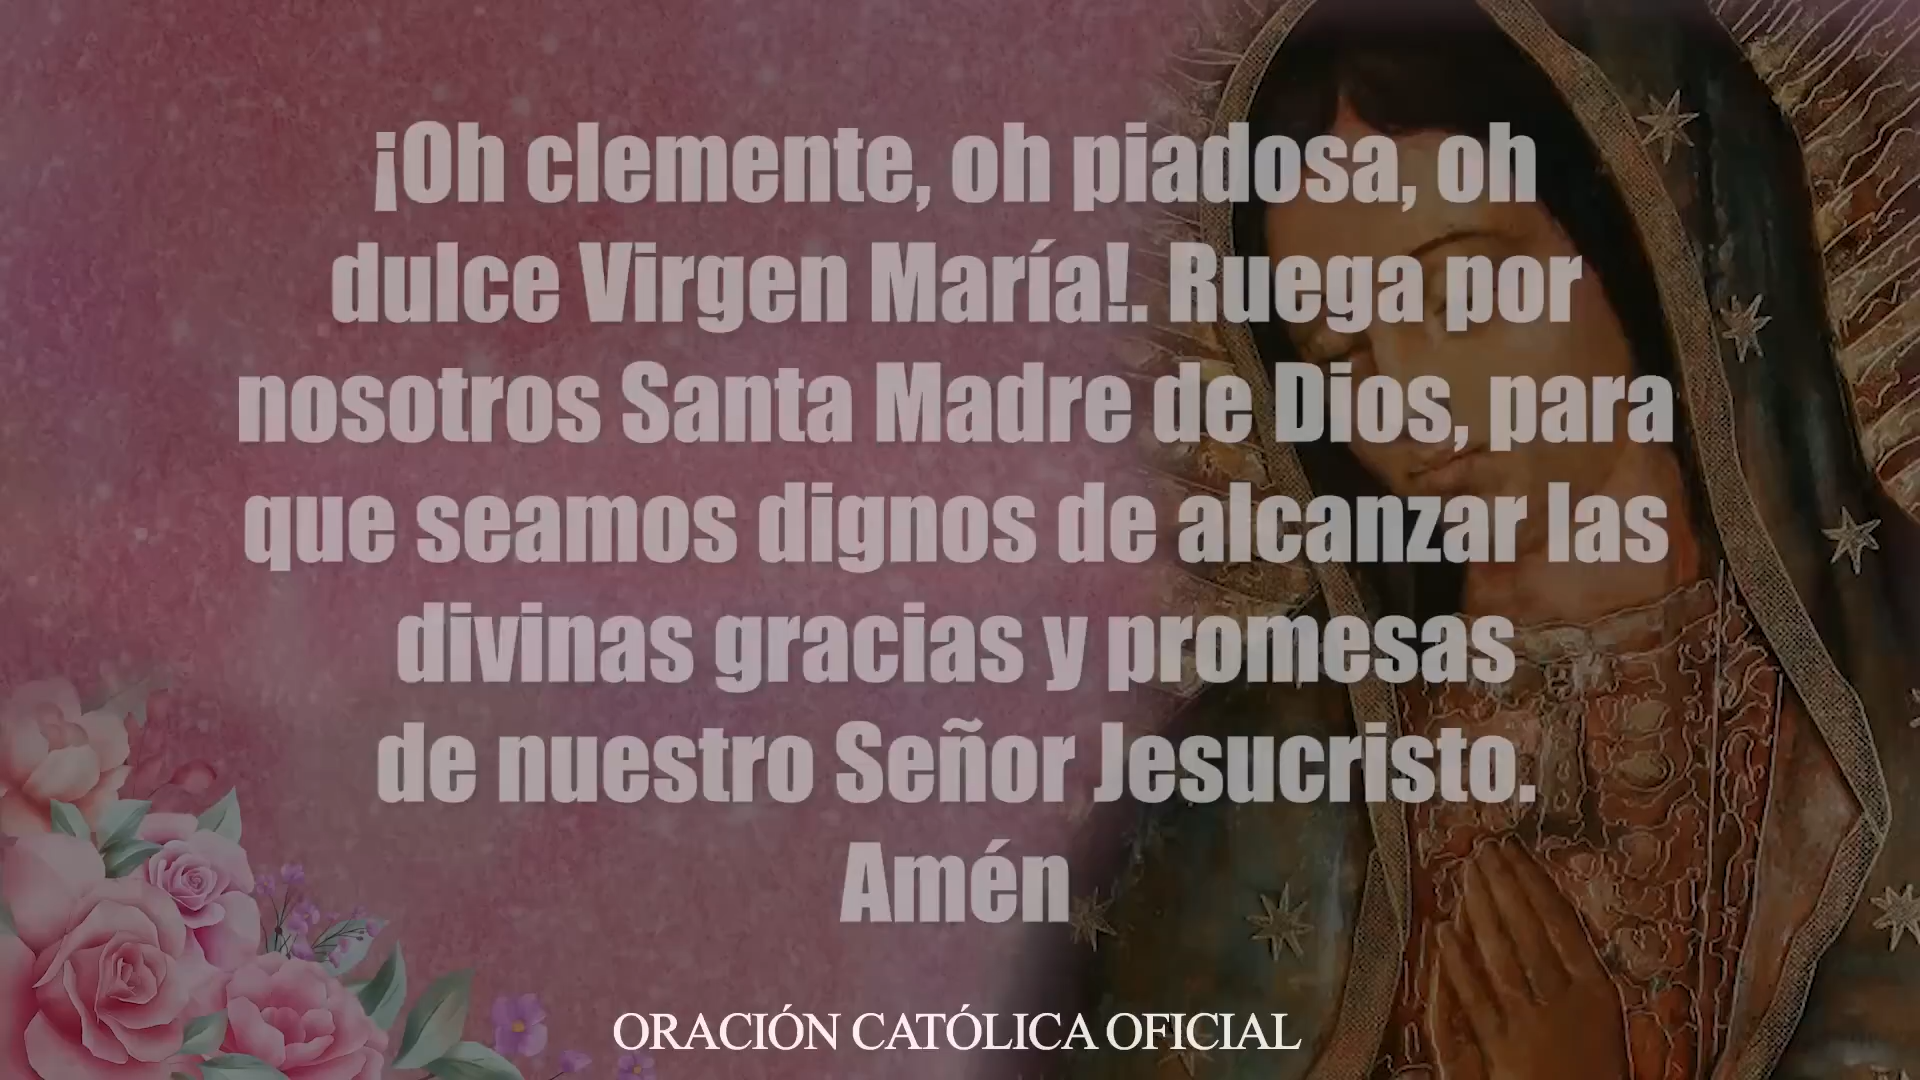 ¡Oh clemente, oh piadosa, oh
dulce Virgen María!. Ruega por
nosotros Santa Madre de Dios, para
que seamos dignos de alcanzar las
divinas gracias y promesas
de nuestro Señor Jesucristo.
Amén
ORACIÓN CATÓLICA OFICIAL